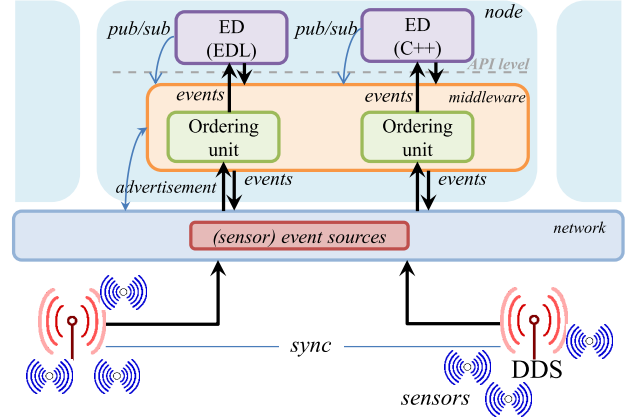 node
pub/sub
ED
(EDL)
pub/sub
ED
(C++)
API level
events
events
middleware
Ordering
unit
Ordering
unit
advertisement
events
events
network
(sensor) event sources
sync
DDS
sensors